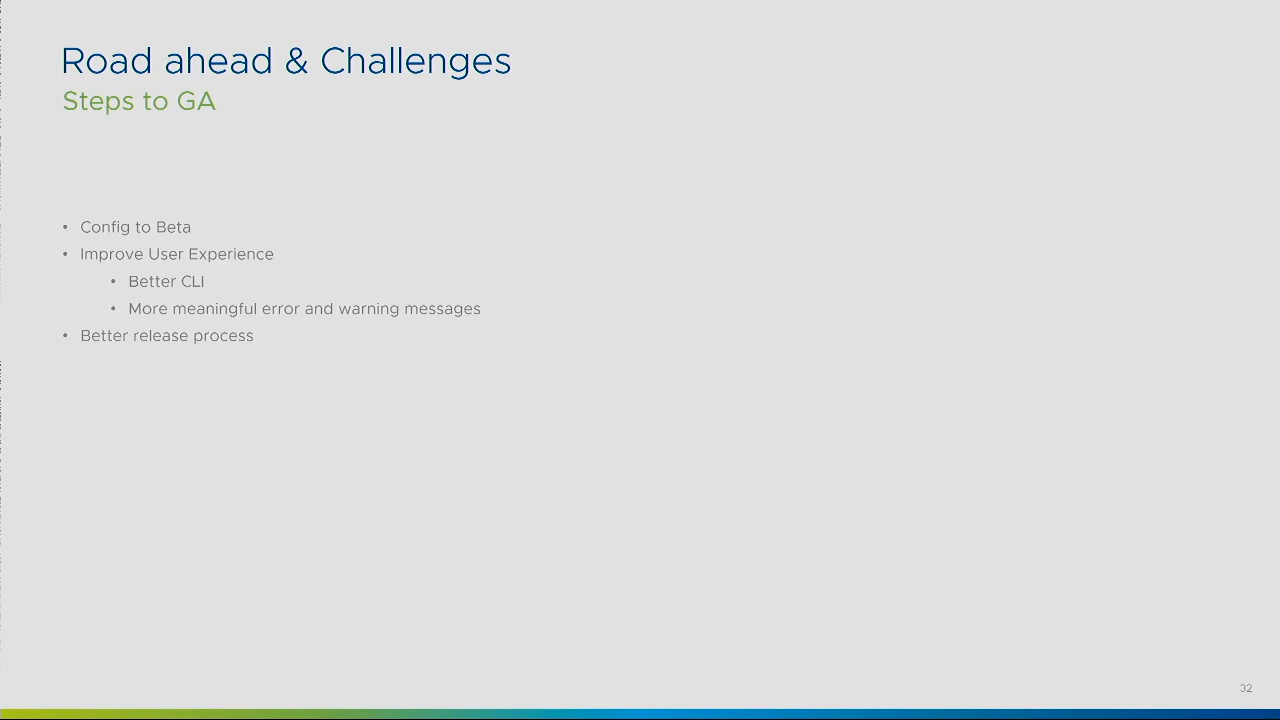 Road ahead & Challenges
Steps to GA
• Config to Beta
• Improve User Experience
• Better CLI
• More meaningful error and warning messages
• Better release process
32